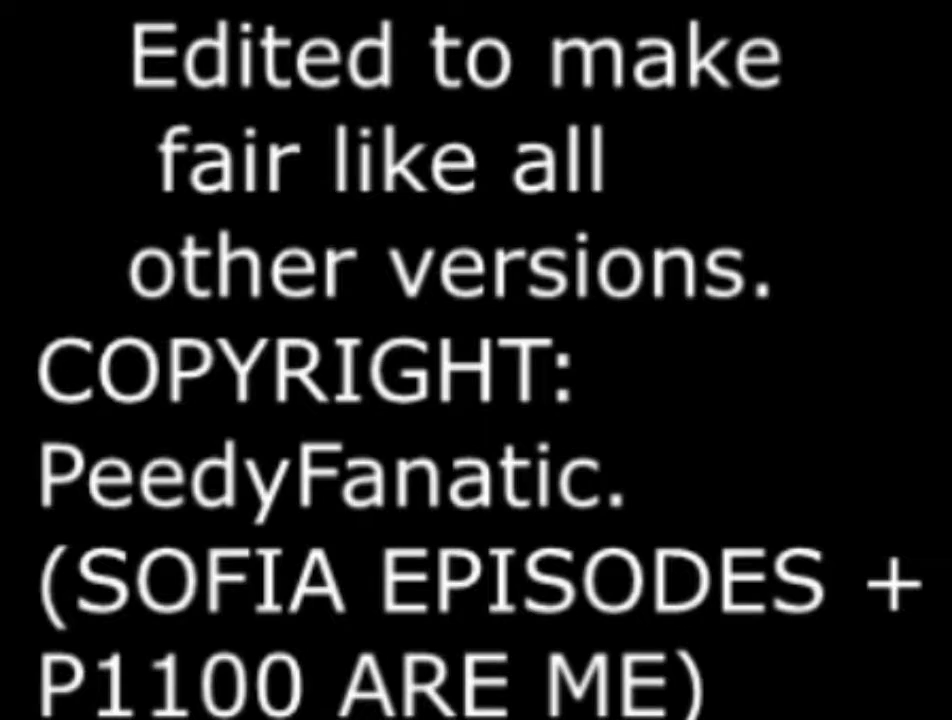 Edited to make
fair like all
other versions.
COPYRIGHT:
PeedyFanatic.
(SOFIA EPISODES +
P1100 ARE ME)